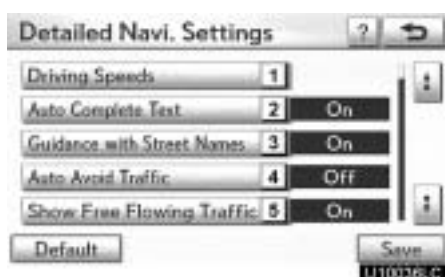 Detailed Navi. Settings ?
Driving Speeds 1
Auto Complete Text 2 On
Guidance with Street Names 3 On
Auto Avoid Traffic 4 Off
Show Free Flowing Traffic 5 On
Default Save